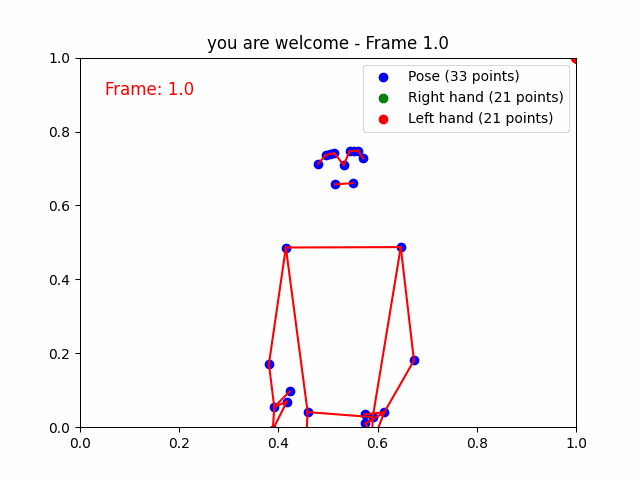 you are welcome - Frame 1.0
Frame: 1.0
Pose (33 points)
Right hand (21 points)
Left hand (21 points)
1.0
0.8
0.6
0.4
0.2
0.0
0.0 0.2 0.4 0.6 0.8 1.0